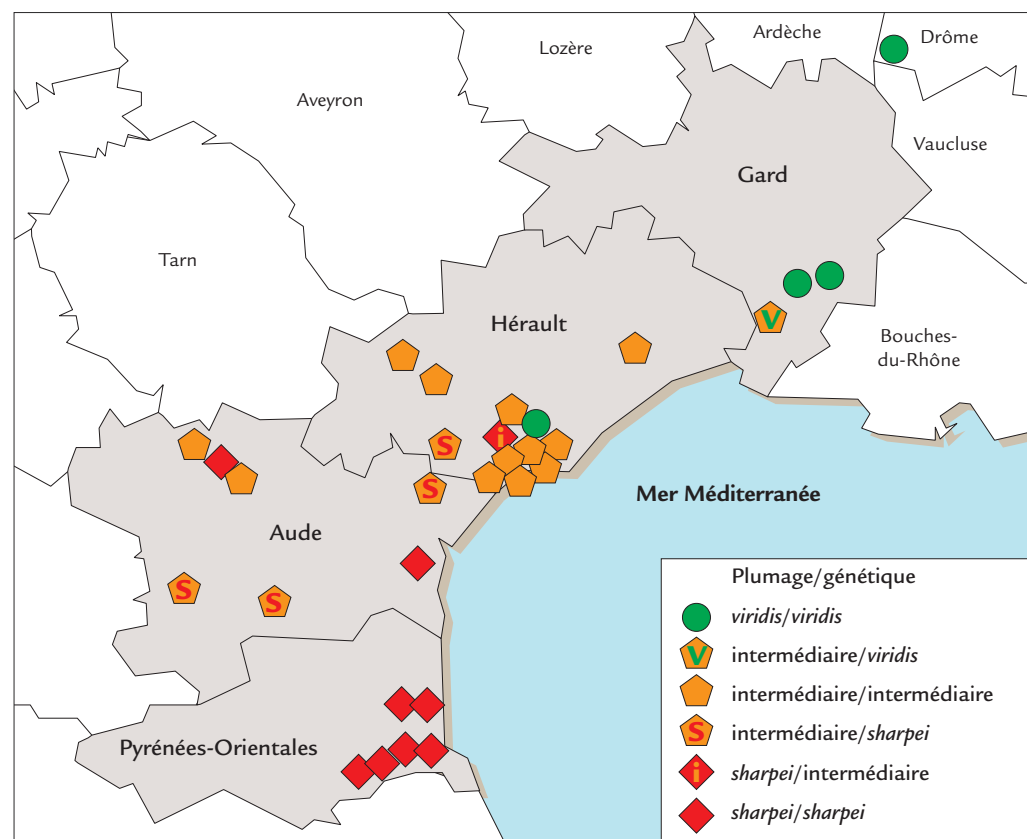 Ardèche
Drôme
Lozère
Aveyron
Vaucluse
Gard
Tarn
V
Hérault
Bouches-
du-Rhône
i
S
S
Mer Méditerranée
Aude
S
S
Pyrénées-Orientales
Plumage/génétique
viridis/viridis
V intermédiaire/viridis
intermédiaire/intermédiaire
S intermédiaire/sharpei
i sharpei/intermédiaire
sharpei/sharpei